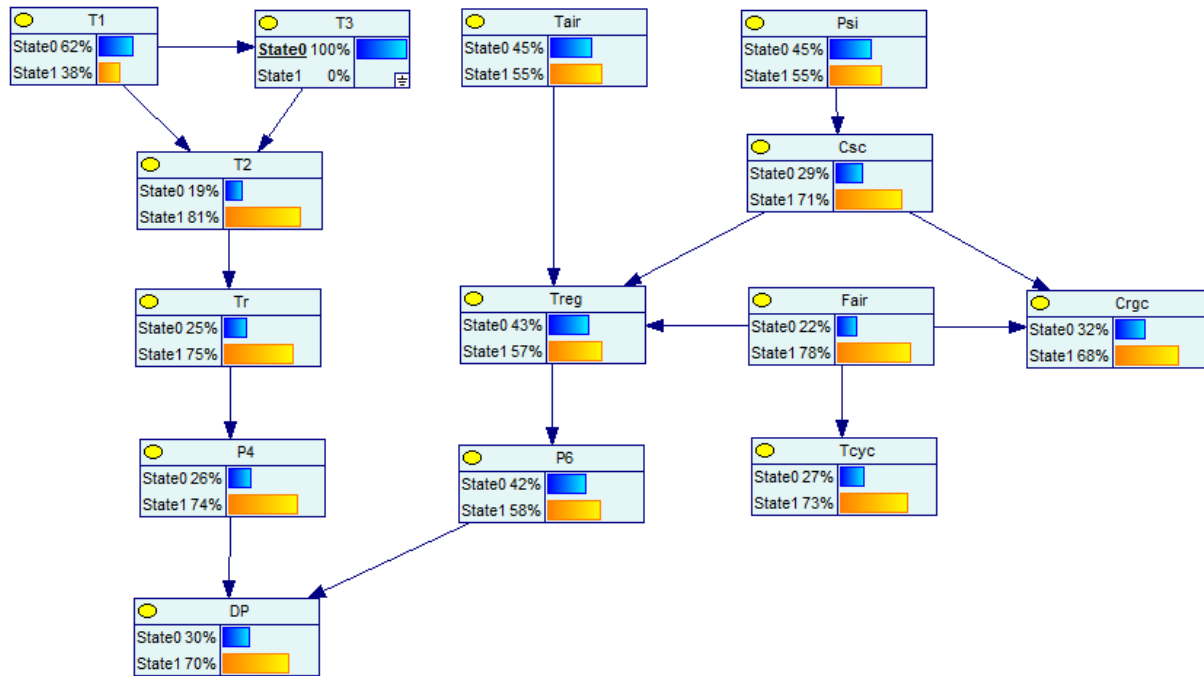 T1
State0 62%
State1 38%
T3
State0 100%
State1 0%
Tair
State0 45%
State1 55%
Psi
State0 45%
State1 55%
T2
State0 19%
State1 81%
Csc
State0 29%
State1 71%
Tr
State0 25%
State1 75%
Treg
State0 43%
State1 57%
Fair
State0 22%
State1 78%
Crgc
State0 32%
State1 68%
P4
State0 26%
State1 74%
P6
State0 42%
State1 58%
Tcyc
State0 27%
State1 73%
DP
State0 30%
State1 70%